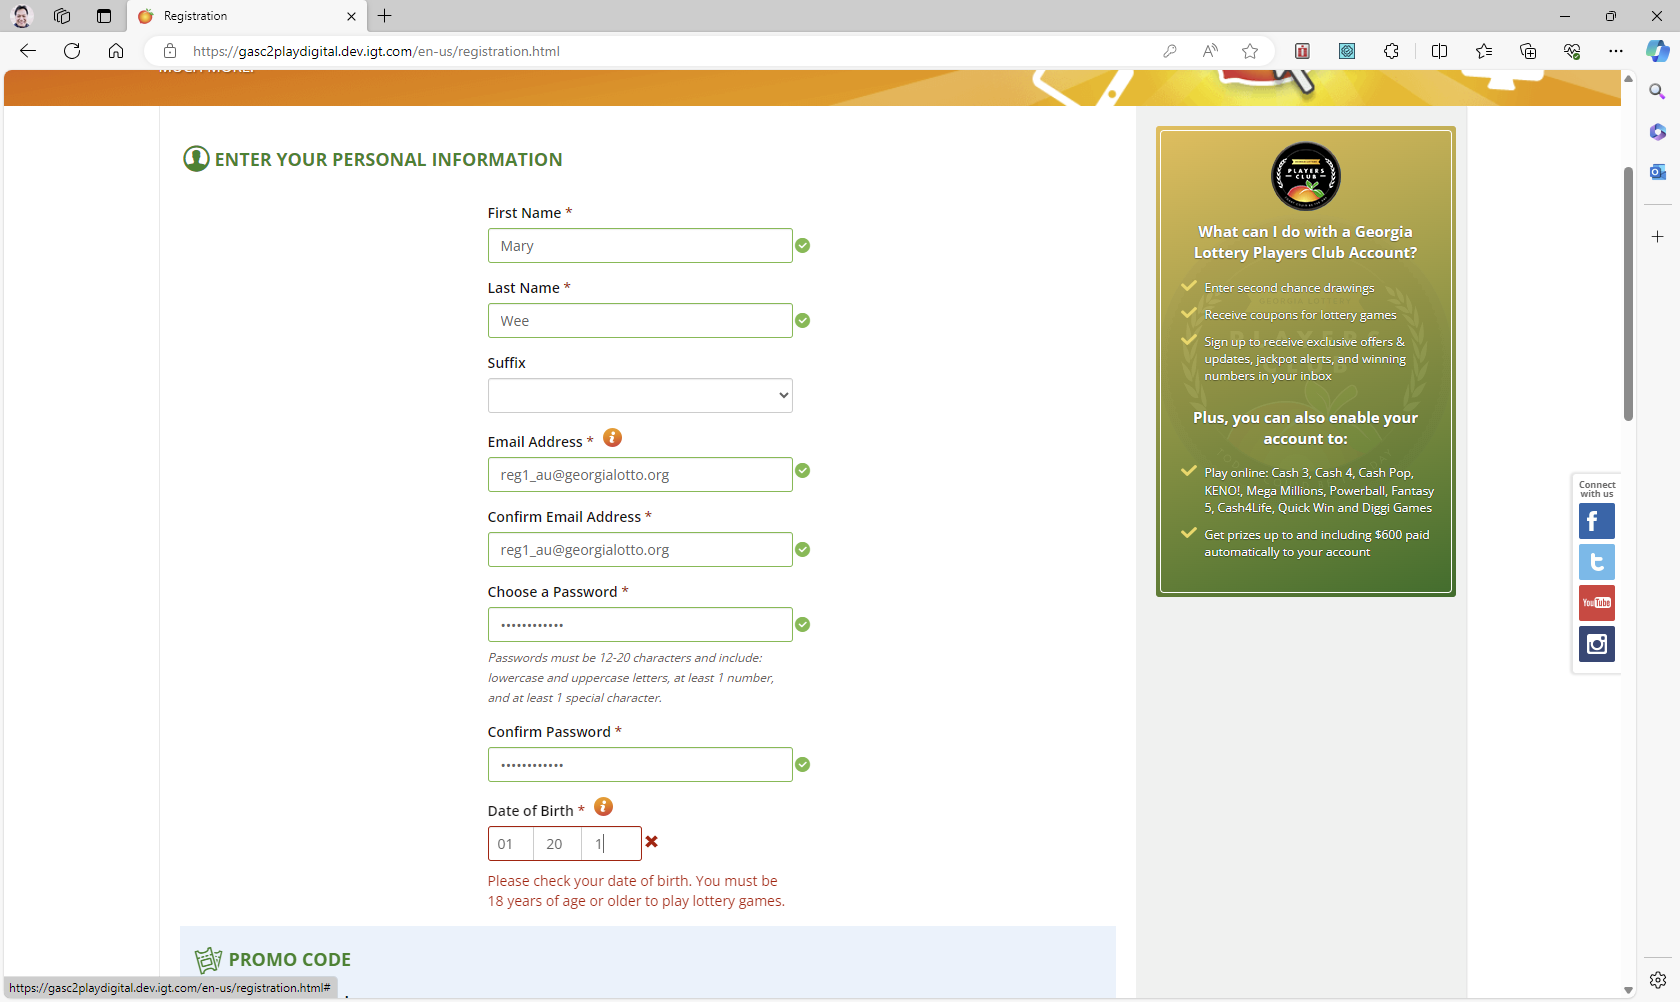 Registration
https://gasc2playdigital.dev.igt.com/en-us/registration.html
ENTER YOUR PERSONAL INFORMATION
First Name *
Mary
Last Name *
Wee
Suffix
Email Address *
reg1_au@georgialotto.org
Confirm Email Address *
reg1_au@georgialotto.org
Choose a Password *
••••••••••••
Passwords must be 12-20 characters and include:
lowercase and uppercase letters, at least 1 number,
and at least 1 special character.
Confirm Password *
••••••••••••
Date of Birth *
01 20 1
Please check your date of birth. You must be
18 years of age or older to play lottery games.
PROMO CODE
https://gasc2playdigital.dev.igt.com/en-us/registration.html#
PLAYERS
CLUB
What can I do with a Georgia
Lottery Players Club Account?
Enter second chance drawings
Receive coupons for lottery games
Sign up to receive exclusive offers &
updates, jackpot alerts, and winning
numbers in your inbox
Plus, you can also enable your
account to:
Play online: Cash 3, Cash 4, Cash Pop,
KENO!, Mega Millions, Powerball, Fantasy
5, Cash4Life, Quick Win and Diggi Games
Get prizes up to and including $600 paid
automatically to your account
Connect
with us
YouTube